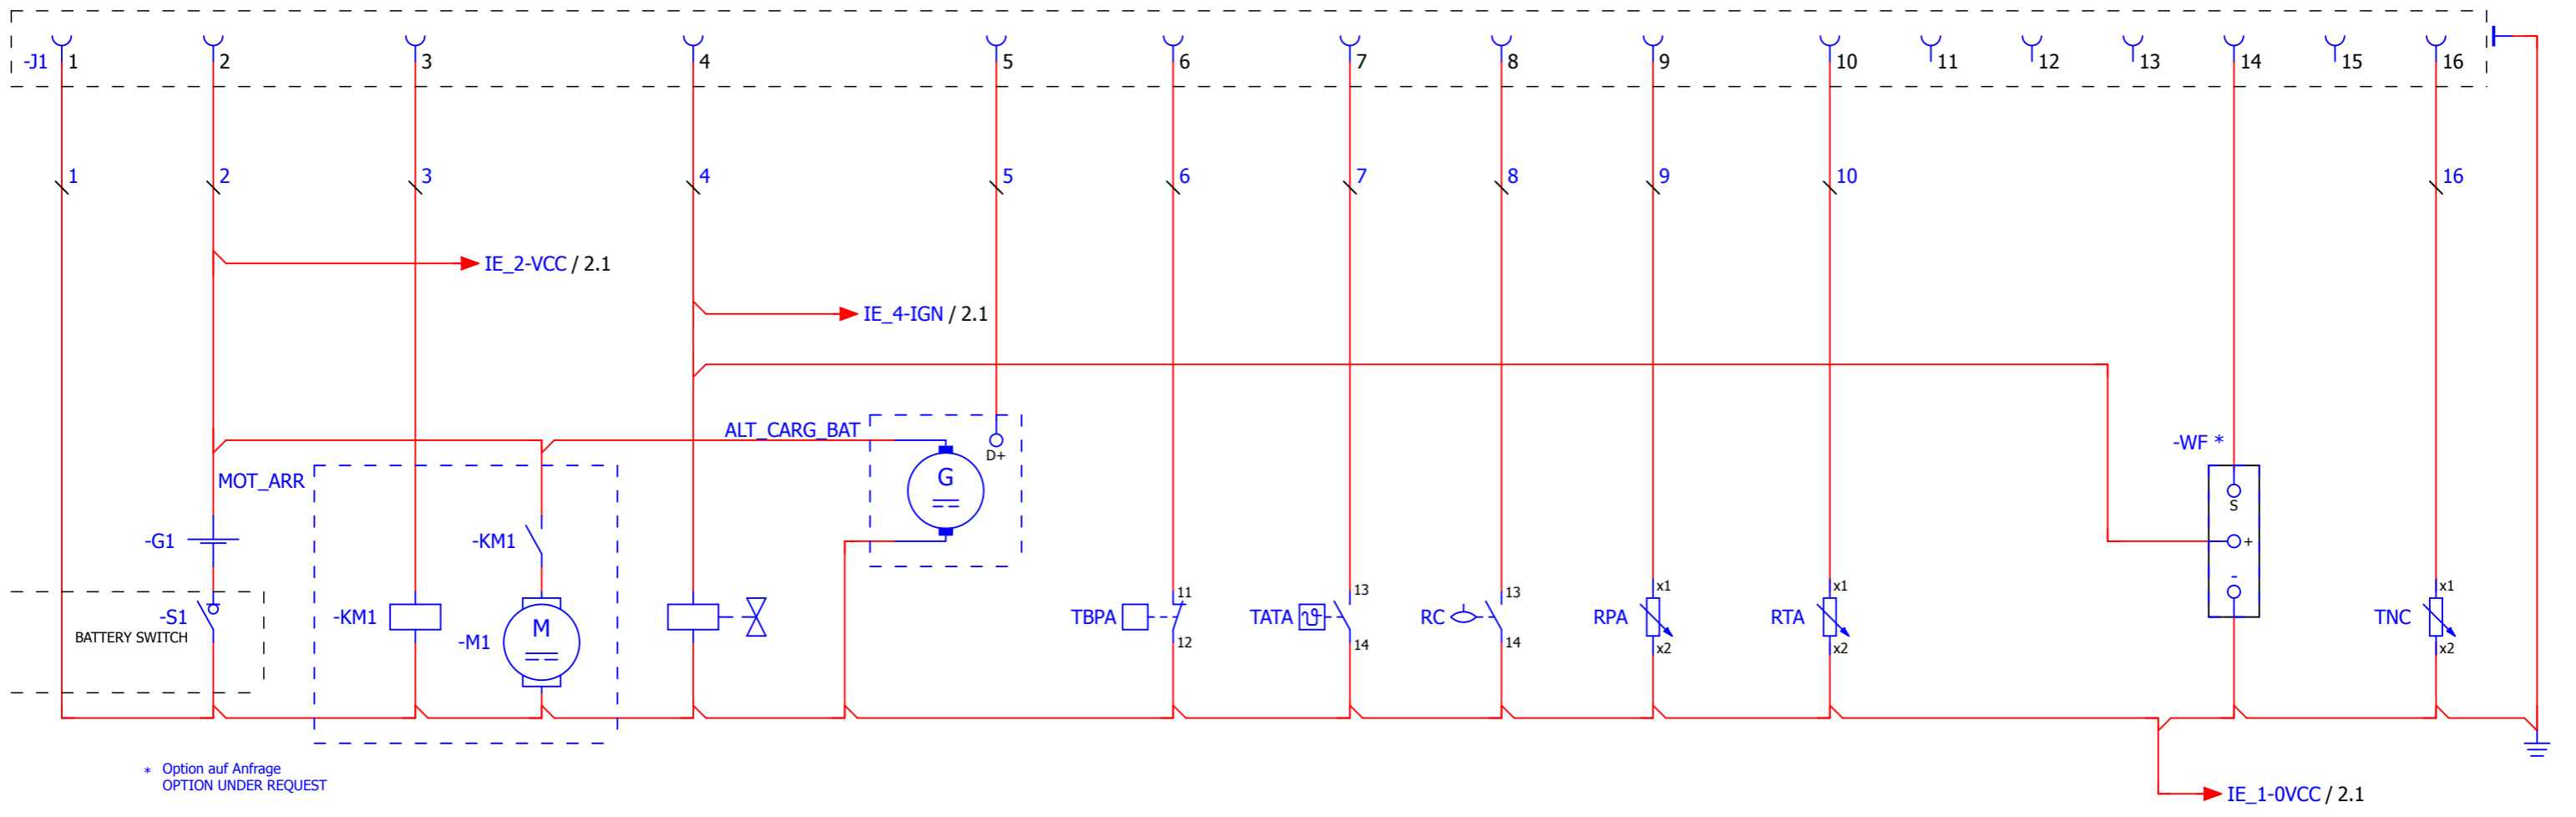 -J1 1 2 3 4 5 6 7 8 9 10 11 12 13 14 15 16
1 2 3 4 5 6 7 8 9 10 16
IE_2-VCC / 2.1
IE_4-IGN / 2.1
ALT_CARG_BAT
D+
-WF *
G
MOT_ARR
S
-G1
-KM1
+
-
11 13 13 x1 x1 x1
-S1
BATTERY SWITCH
-KM1
-M1
M
TBPA
TATA
ϑ
RC
RPA
RTA
TNC
12 14 14 x2 x2 x2
* Option auf Anfrage
OPTION UNDER REQUEST
IE_1-0VCC / 2.1